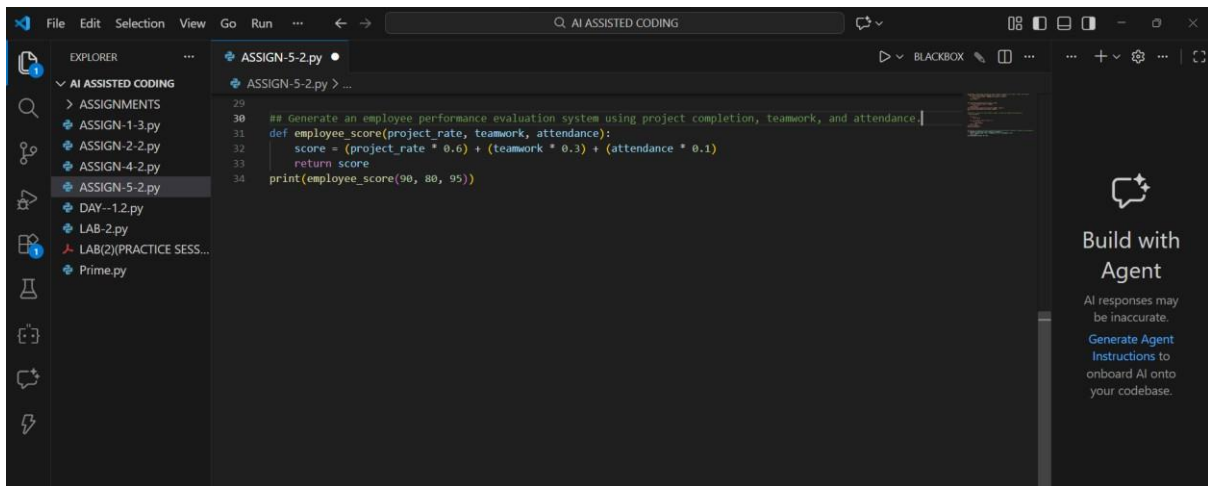 File Edit Selection View Go Run ... AI ASSISTED CODING
EXPLORER ...
AI ASSISTED CODING
ASSIGNMENTS
ASSIGN-1-3.py
ASSIGN-2-2.py
ASSIGN-4-2.py
ASSIGN-5-2.py
DAY--1.2.py
LAB-2.py
LAB(2)(PRACTICE SESS...
Prime.py
1
1
ASSIGN-5-2.py
BLACKBOX
ASSIGN-5-2.py > ...
29
30 ## Generate an employee performance evaluation system using project completion, teamwork, and attendance.
31 def employee_score(project_rate, teamwork, attendance):
32 score = (project_rate * 0.6) + (teamwork * 0.3) + (attendance * 0.1)
33 return score
34 print(employee_score(90, 80, 95))
Build with
Agent
AI responses may
be inaccurate.
Generate Agent
Instructions to
onboard AI onto
your codebase.